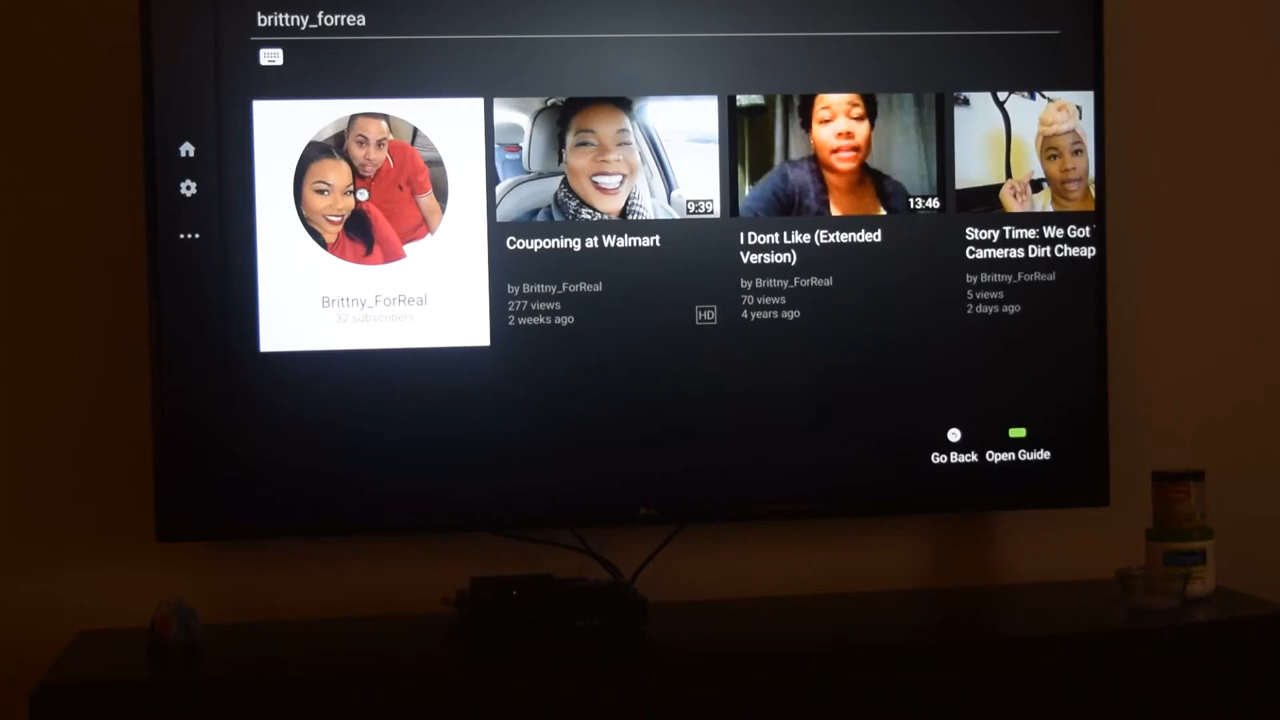 brittny_forrea
Brittny_ForReal
32 subscribers
9:39
Couponing at Walmart
by Brittny_ForReal
277 views
2 weeks ago
HD
13:46
I Dont Like (Extended
Version)
by Brittny_ForReal
70 views
4 years ago
Story Time: We Got
Cameras Dirt Cheap
by Brittny_ForReal
5 views
2 days ago
Go Back
Open Guide